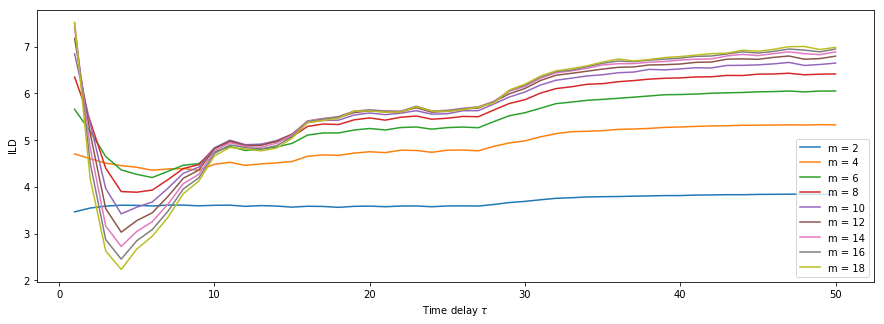 7
6
5
4
3
2
ILD
0
10
20
30
40
50
Time delay τ
m = 2
m = 4
m = 6
m = 8
m = 10
m = 12
m = 14
m = 16
m = 18